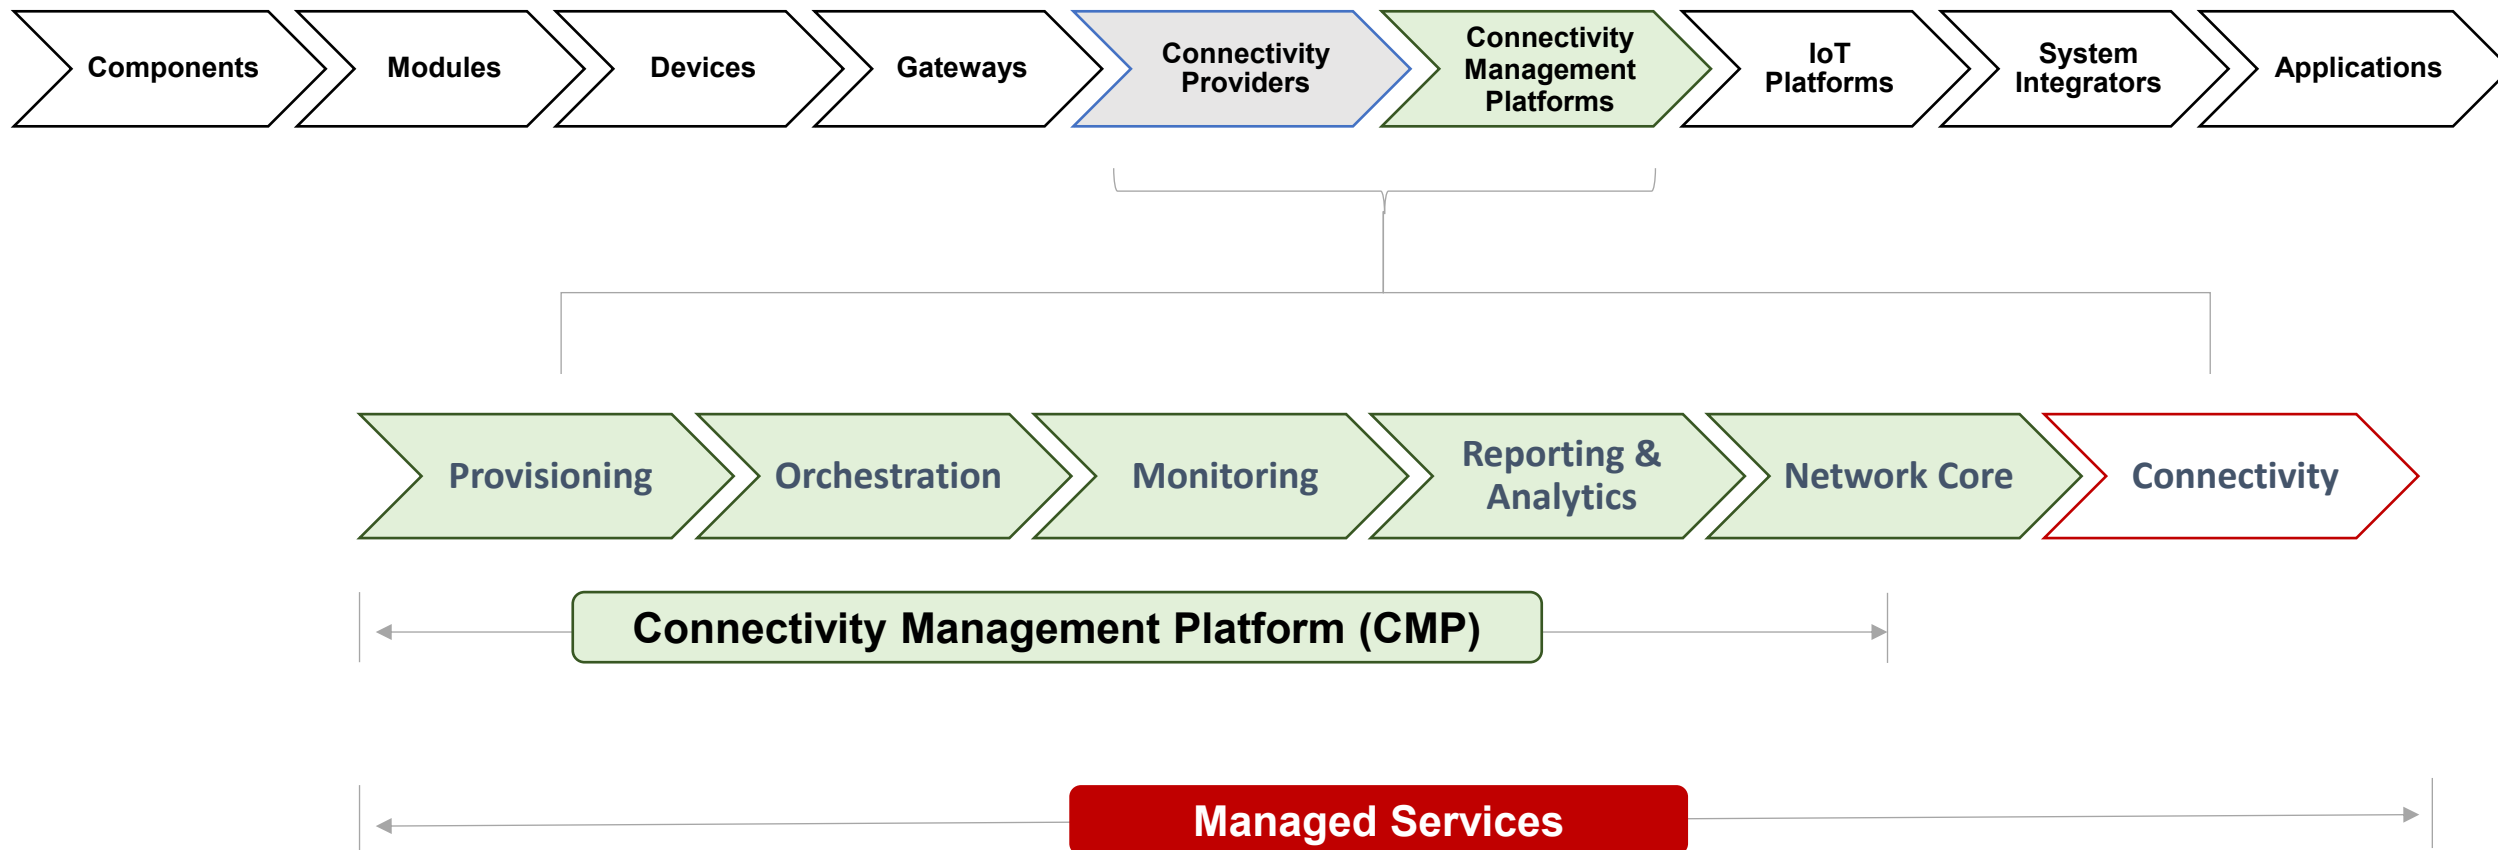 Components
Modules
Devices
Gateways
Connectivity
Providers
Connectivity
Management
Platforms
IoT
Platforms
System
Integrators
Applications
Provisioning
Orchestration
Monitoring
Reporting &
Analytics
Network Core
Connectivity
Connectivity Management Platform (CMP)
Managed Services